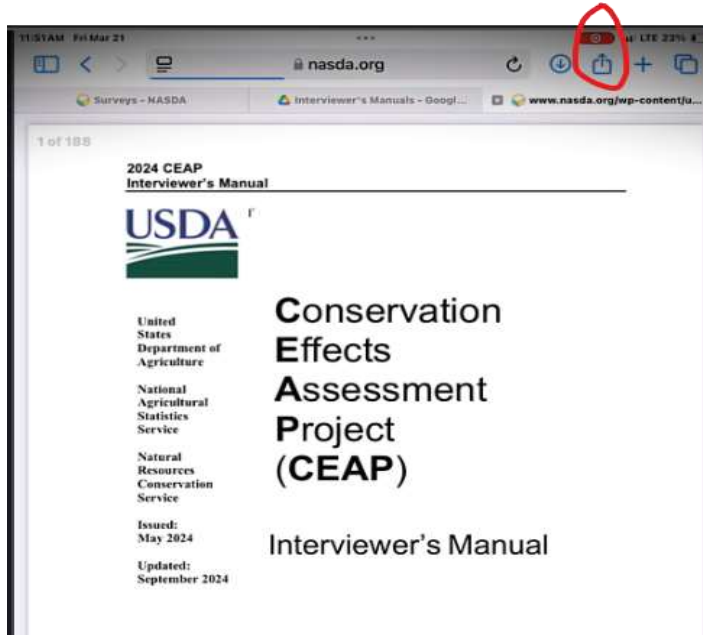 11:51AM Fri Mar 21
LTE 23%
nasda.org
Surveys - NASDA
Interviewer's Manuals - Googl...
www.nasda.org/wp-content/u...
1 of 188
2024 CEAP
Interviewer's Manual
USDA
United
States
Department of
Agriculture
National
Agricultural
Statistics
Service
Natural
Resources
Conservation
Service
Issued:
May 2024
Updated:
September 2024
Conservation
Effects
Assessment
Project
(CEAP)
Interviewer's Manual